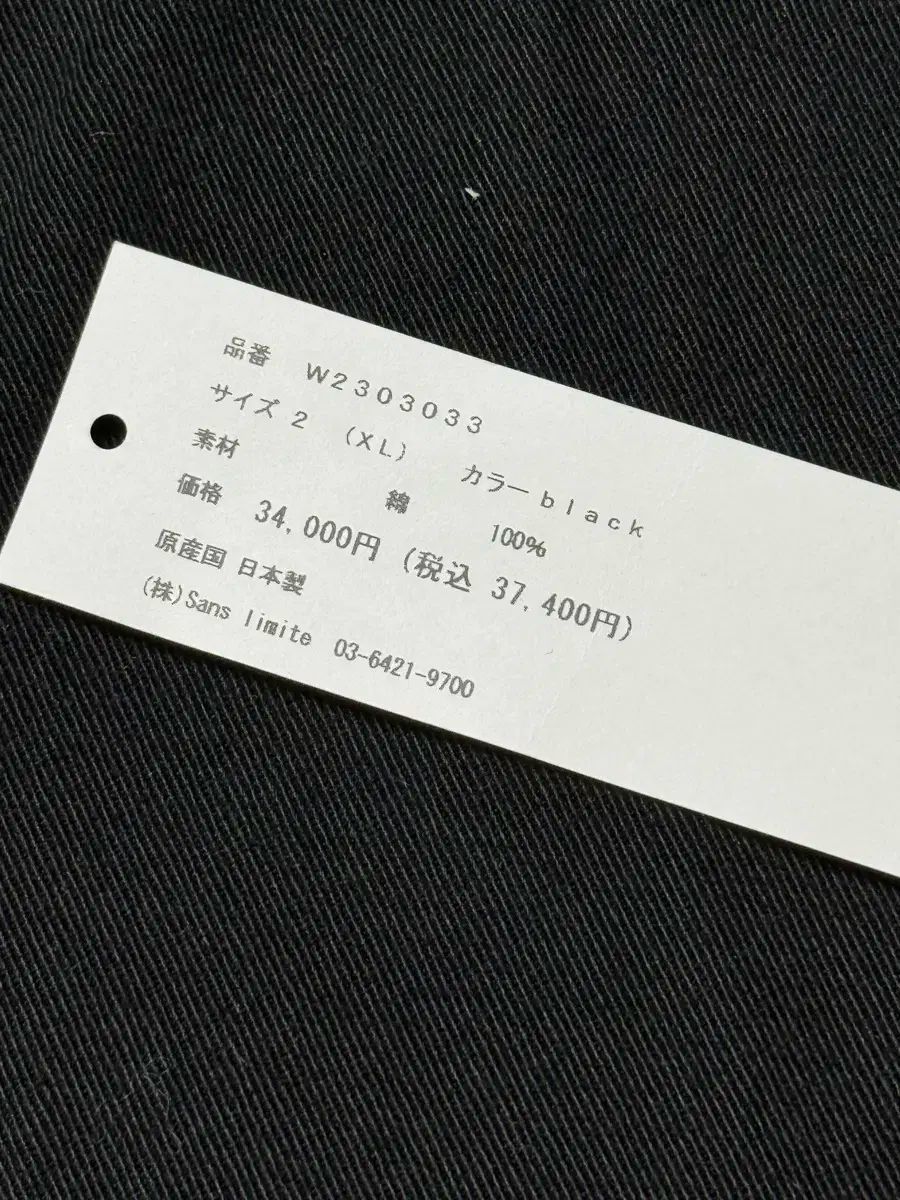 品番 W2303033
サイズ 2 (XL) カラー black
素材 綿 100%
価格 34,000円 (税込 37,400円)
原産国 日本製
(株)Sans limite 03-6421-9700